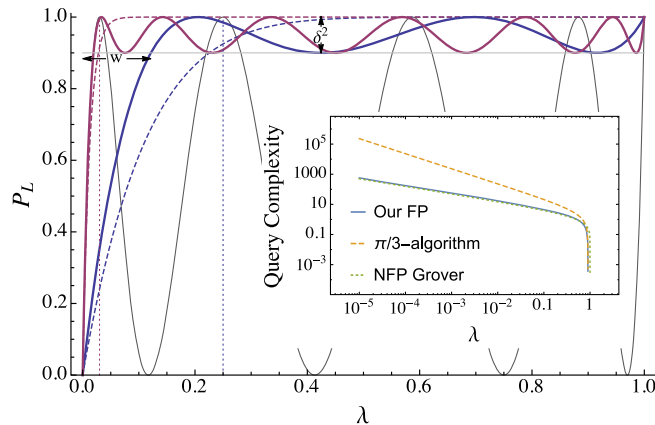 1.0
0.8
0.6
0.4
0.2
0.0
P_L
w
δ²
0.0
0.2
0.4
0.6
0.8
1.0
λ
Query Complexity
10⁵
1000
10
0.1
10⁻³
Our FP
π/3−algorithm
NFP Grover
10⁻⁵
10⁻⁴
10⁻³
10⁻²
0.1
1
λ